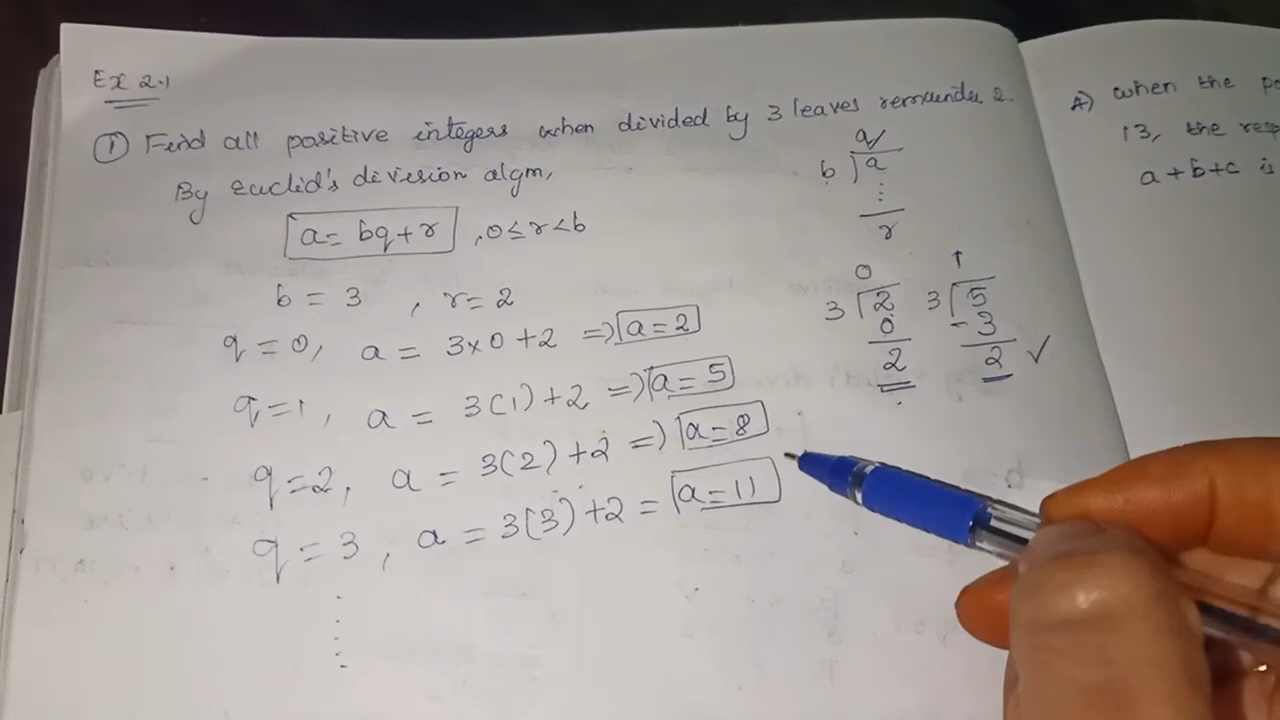 Ex 2.1
① Find all positive integers when divided by 3 leaves remainder 2.
By Euclid's division algm,
a = bq + r , 0 ≤ r < b
b = 3 , r = 2
q = 0, a = 3×0+2 => a = 2
q = 1, a = 3(1)+2 => a = 5
q = 2, a = 3(2)+2 => a = 8
q = 3, a = 3(3)+2 = a = 11
q
b a
r
0
3 2
0
2
1
3 5
- 3
2 ✓
A) when the
13, the
a+b+c